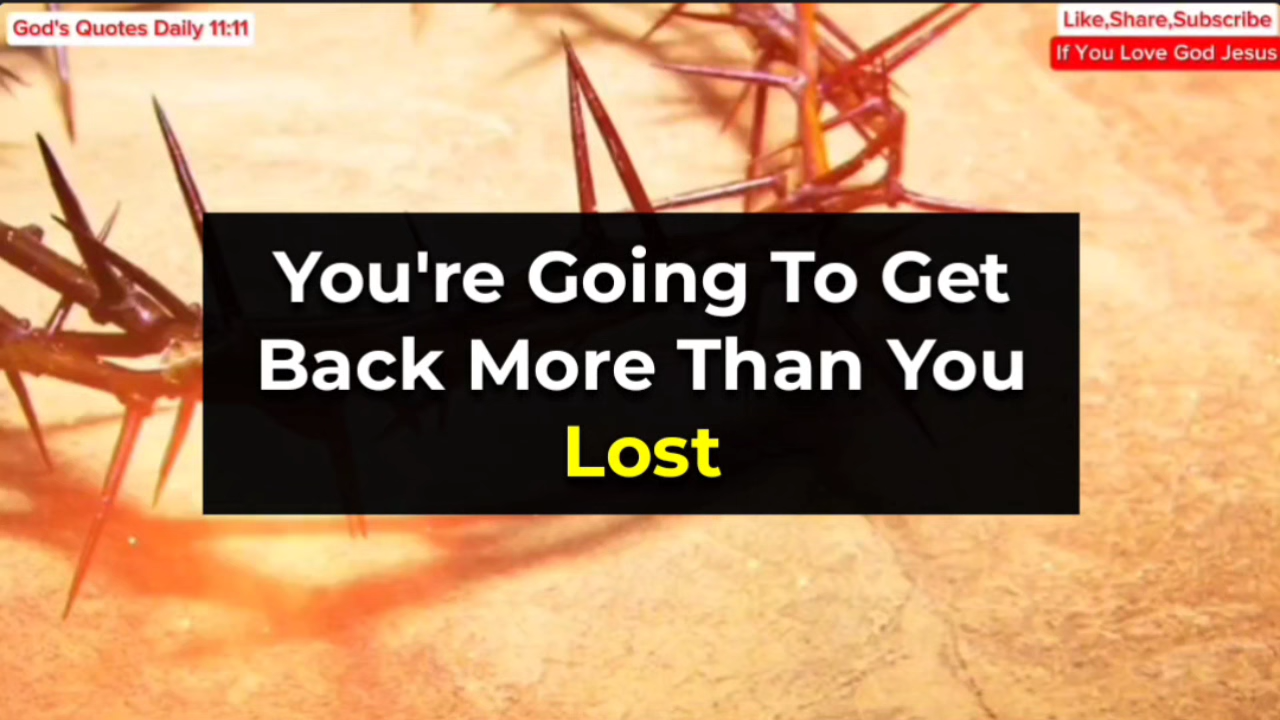 God's Quotes Daily 11:11
Like,Share,Subscribe
If You Love God Jesus
You're Going To Get
Back More Than You
Lost